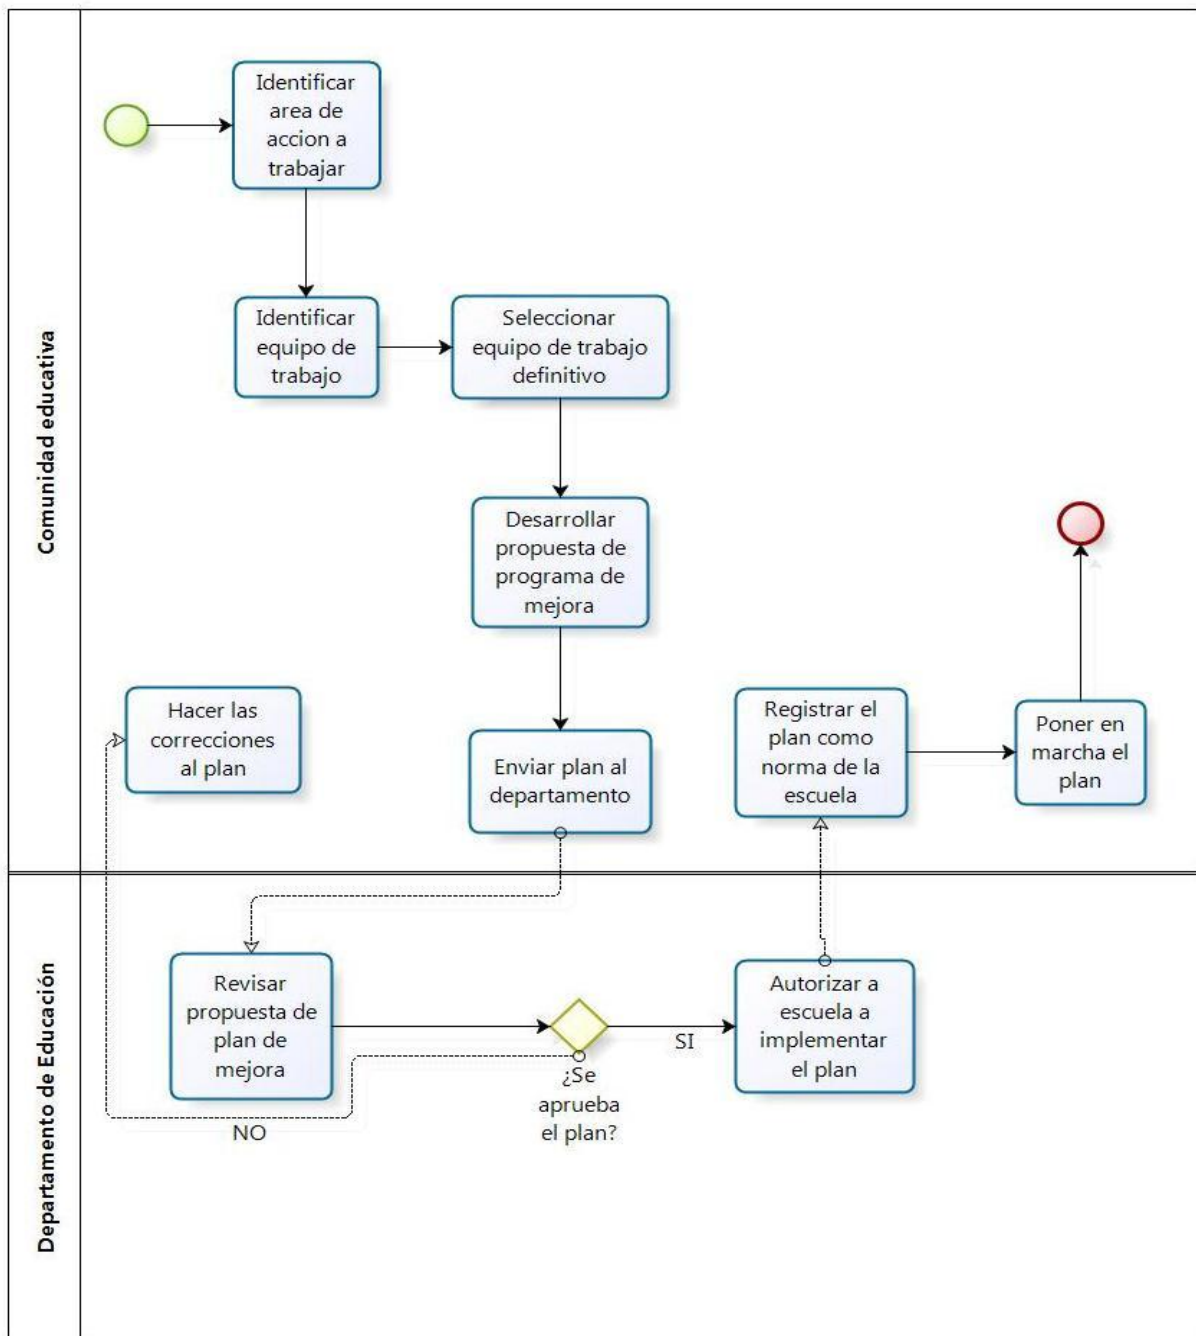 Comunidad educativa
Identificar
area de
accion a
trabajar
Identificar
equipo de
trabajo
Seleccionar
equipo de trabajo
definitivo
Desarrollar
propuesta de
programa de
mejora
Hacer las
correcciones
al plan
Enviar plan al
departamento
Registrar el
plan como
norma de la
escuela
Poner en
marcha el
plan
Departamento de Educación
Revisar
propuesta de
plan de
mejora
¿Se
aprueba
el plan?
SI
NO
Autorizar a
escuela a
implementar
el plan